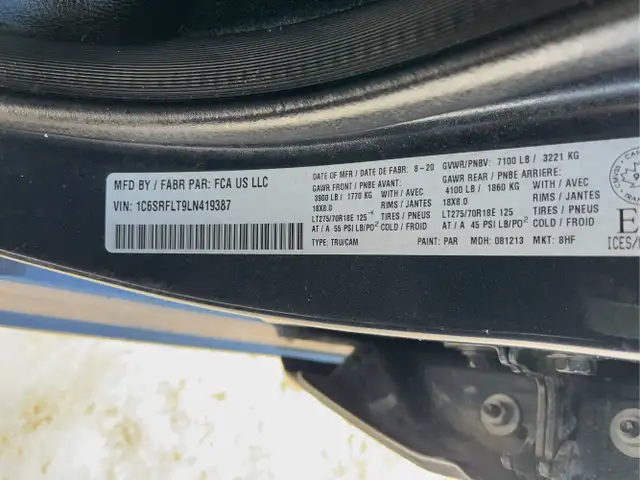 MFD BY / FABR PAR: FCA US LLC
VIN: 1C6SRFLT9LN419387
DATE OF MFR / DATE DE FABR: 8-20 GVWR/PNBV: 7100 LB / 3221 KG
GAWR FRONT / PNBE AVANT: GAWR REAR / PNBE ARRIERE:
3900 LB / 1770 KG WITH / AVEC 4100 LB / 1860 KG WITH / AVEC
18X8.0 RIMS / JANTES 18X8.0 RIMS / JANTES
LT275/70R18E 125 TIRES / PNEUS LT275/70R18E 125 TIRES / PNEUS
AT / A 55 PSI LB/PO² COLD / FROID AT / A 45 PSI LB/PO² COLD / FROID
TYPE: TRU/CAM PAINT: PAR MDH: 081213 MKT: 8HF
ICES/